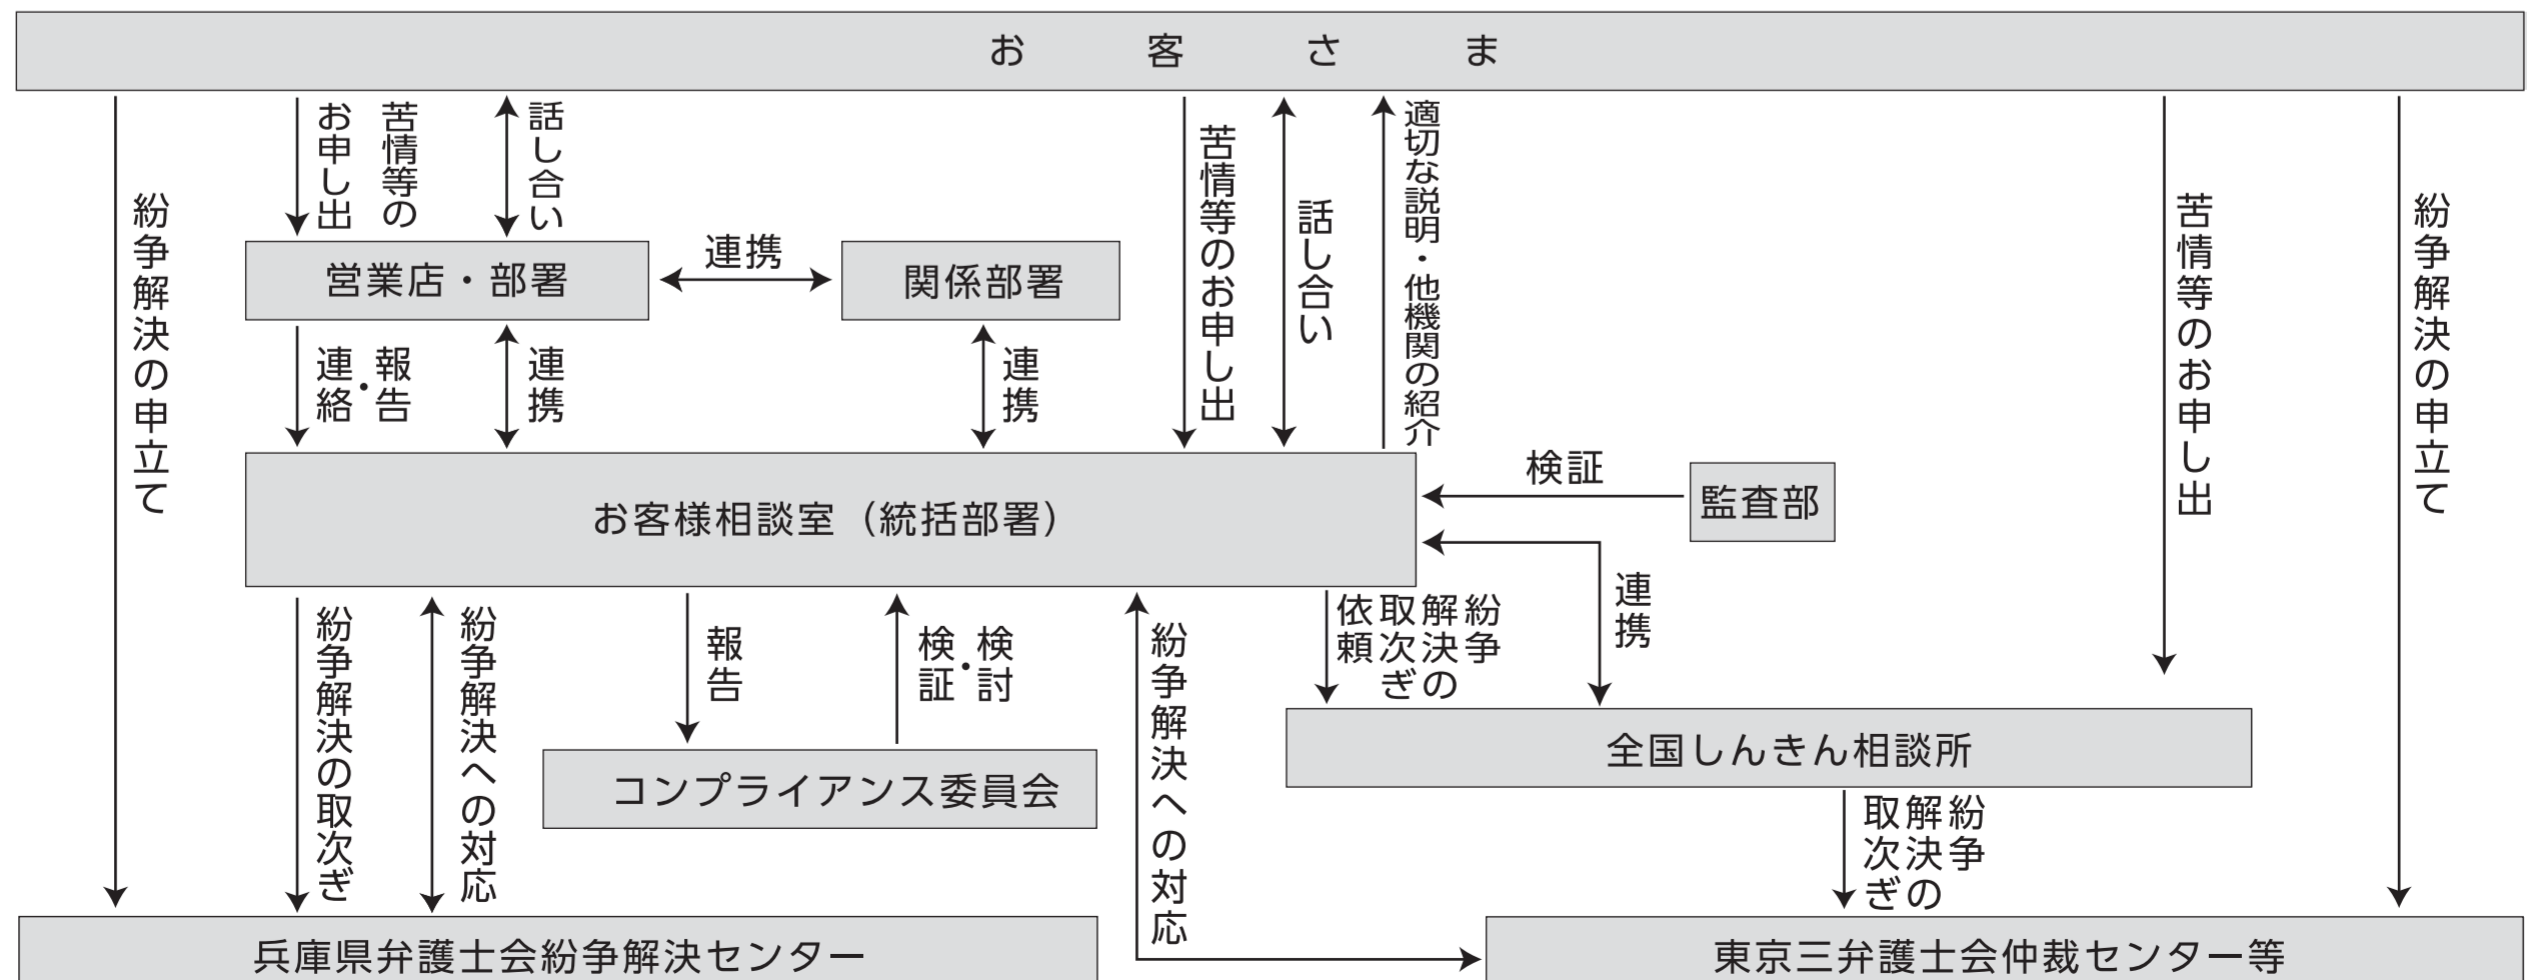 お客さま
紛争解決の申立て
苦情等の
お申し出
話し合い
苦情等のお申し出
話し合い
適切な説明・他機関の紹介
苦情等のお申し出
紛争解決の申立て
営業店・部署
連携
関係部署
報告・
連絡
連携
連携
お客様相談室（統括部署）
検証
監査部
連携
紛争解決の取次ぎ
紛争解決への対応
報告
検討・
検証
紛争解決への対応
紛争
解決の
取次ぎ
依頼
コンプライアンス委員会
全国しんきん相談所
紛争
解決の
取次ぎ
兵庫県弁護士会紛争解決センター
東京三弁護士会仲裁センター等